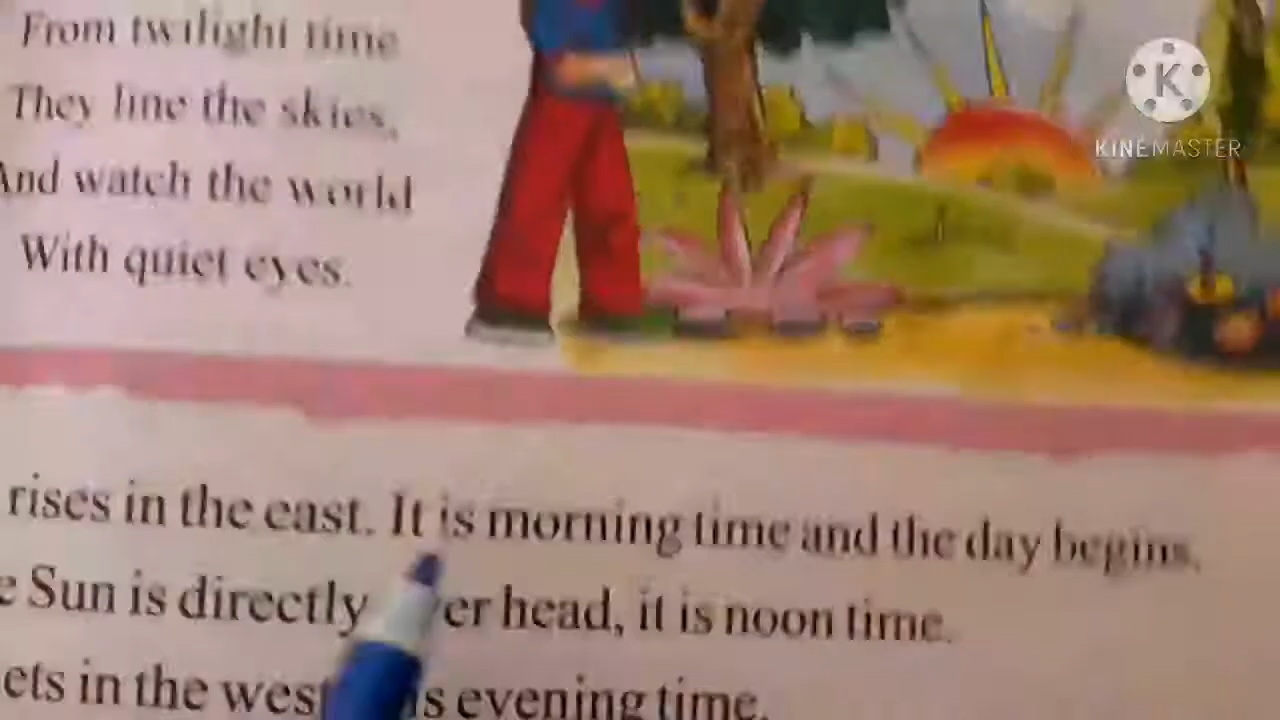 From twilight time
They line the skies,
And watch the world
With quiet eyes.
KINEMASTER
rises in the east. It is morning time and the day begins.
e Sun is directly er head, it is noon time.
ets in the west is evening time.